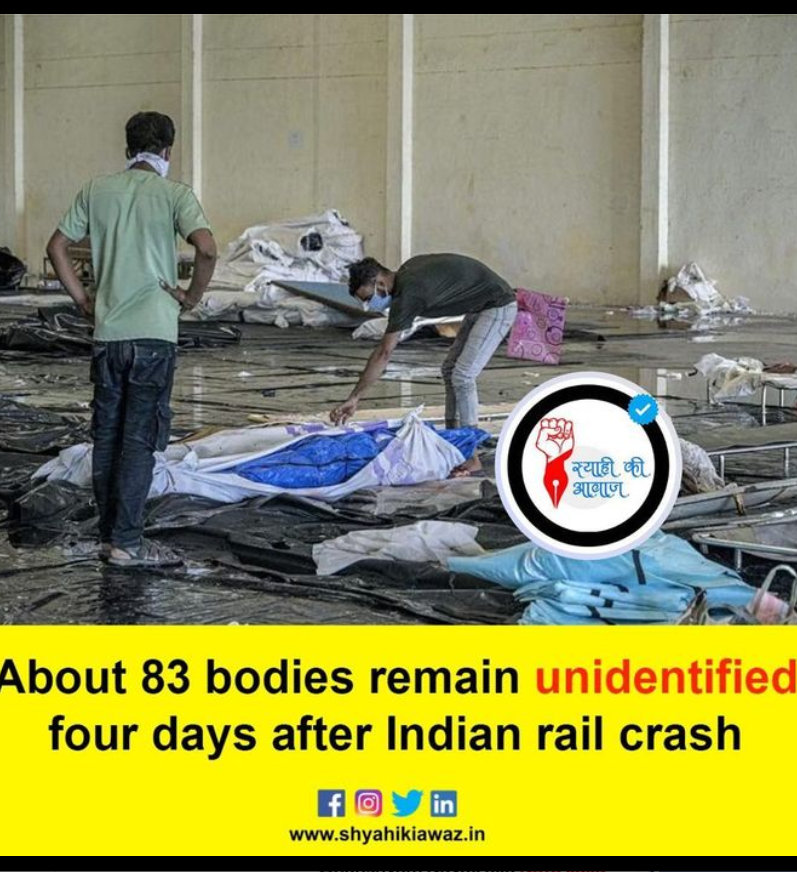 स्याही की
आवाज़
About 83 bodies remain unidentified
four days after Indian rail crash
www.shyahikiawaz.in